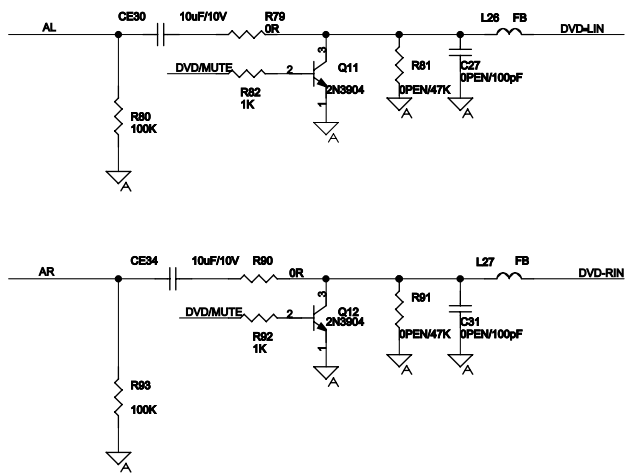 AL
CE30
10uF/10V
R79
0R
L26
FB
DVD-LIN
3
DVD/MUTE
2
Q11
2N3904
R82
1K
1
R81
0PEN/47K
C27
0PEN/100pF
R80
100K
A
A
A
A
AR
CE34
10uF/10V
R90
0R
L27
FB
DVD-RIN
3
DVD/MUTE
2
Q12
2N3904
R92
1K
1
R91
0PEN/47K
C31
0PEN/100pF
R93
100K
A
A
A
A